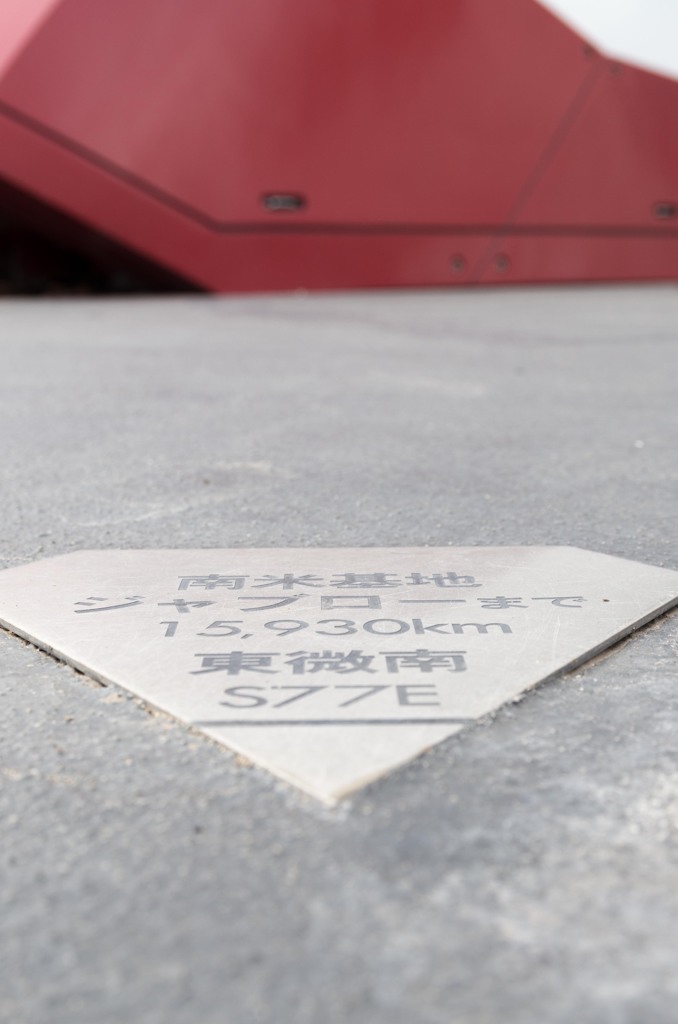 南米基地
ジャブローまで
15,930km
東微南
S77E